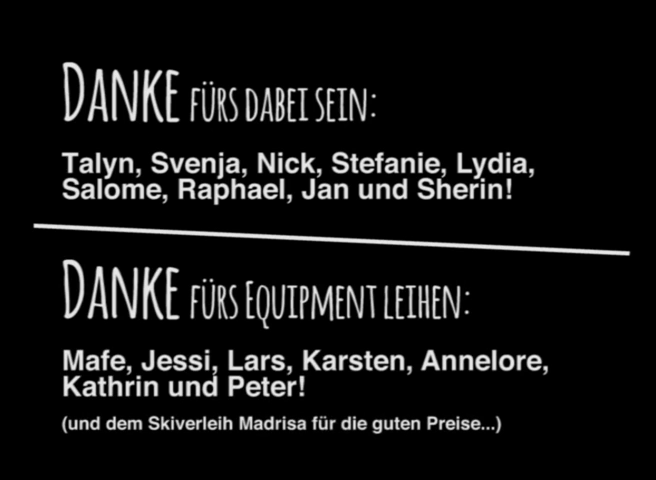 DANKE FÜRS DABEI SEIN:
Talyn, Svenja, Nick, Stefanie, Lydia,
Salome, Raphael, Jan und Sherin!
DANKE FÜRS EQUIPMENT LEIHEN:
Mafe, Jessi, Lars, Karsten, Annelore,
Kathrin und Peter!
(und dem Skiverleih Madrisa für die guten Preise...)